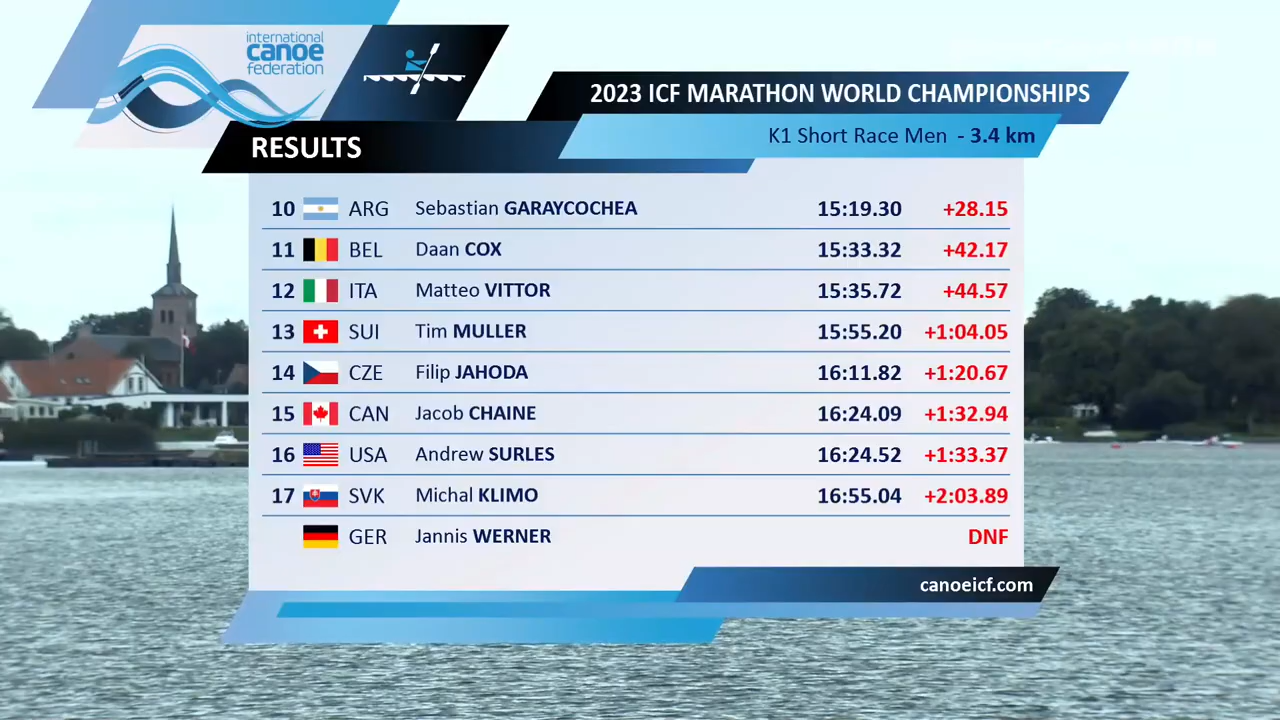 international
canoe
federation
2023 ICF MARATHON WORLD CHAMPIONSHIPS
K1 Short Race Men - 3.4 km
RESULTS
10 ARG Sebastian GARAYCOCHEA 15:19.30 +28.15
11 BEL Daan COX 15:33.32 +42.17
12 ITA Matteo VITTOR 15:35.72 +44.57
13 SUI Tim MULLER 15:55.20 +1:04.05
14 CZE Filip JAHODA 16:11.82 +1:20.67
15 CAN Jacob CHAINE 16:24.09 +1:32.94
16 USA Andrew SURLES 16:24.52 +1:33.37
17 SVK Michal KLIMO 16:55.04 +2:03.89
GER Jannis WERNER DNF
canoeicf.com